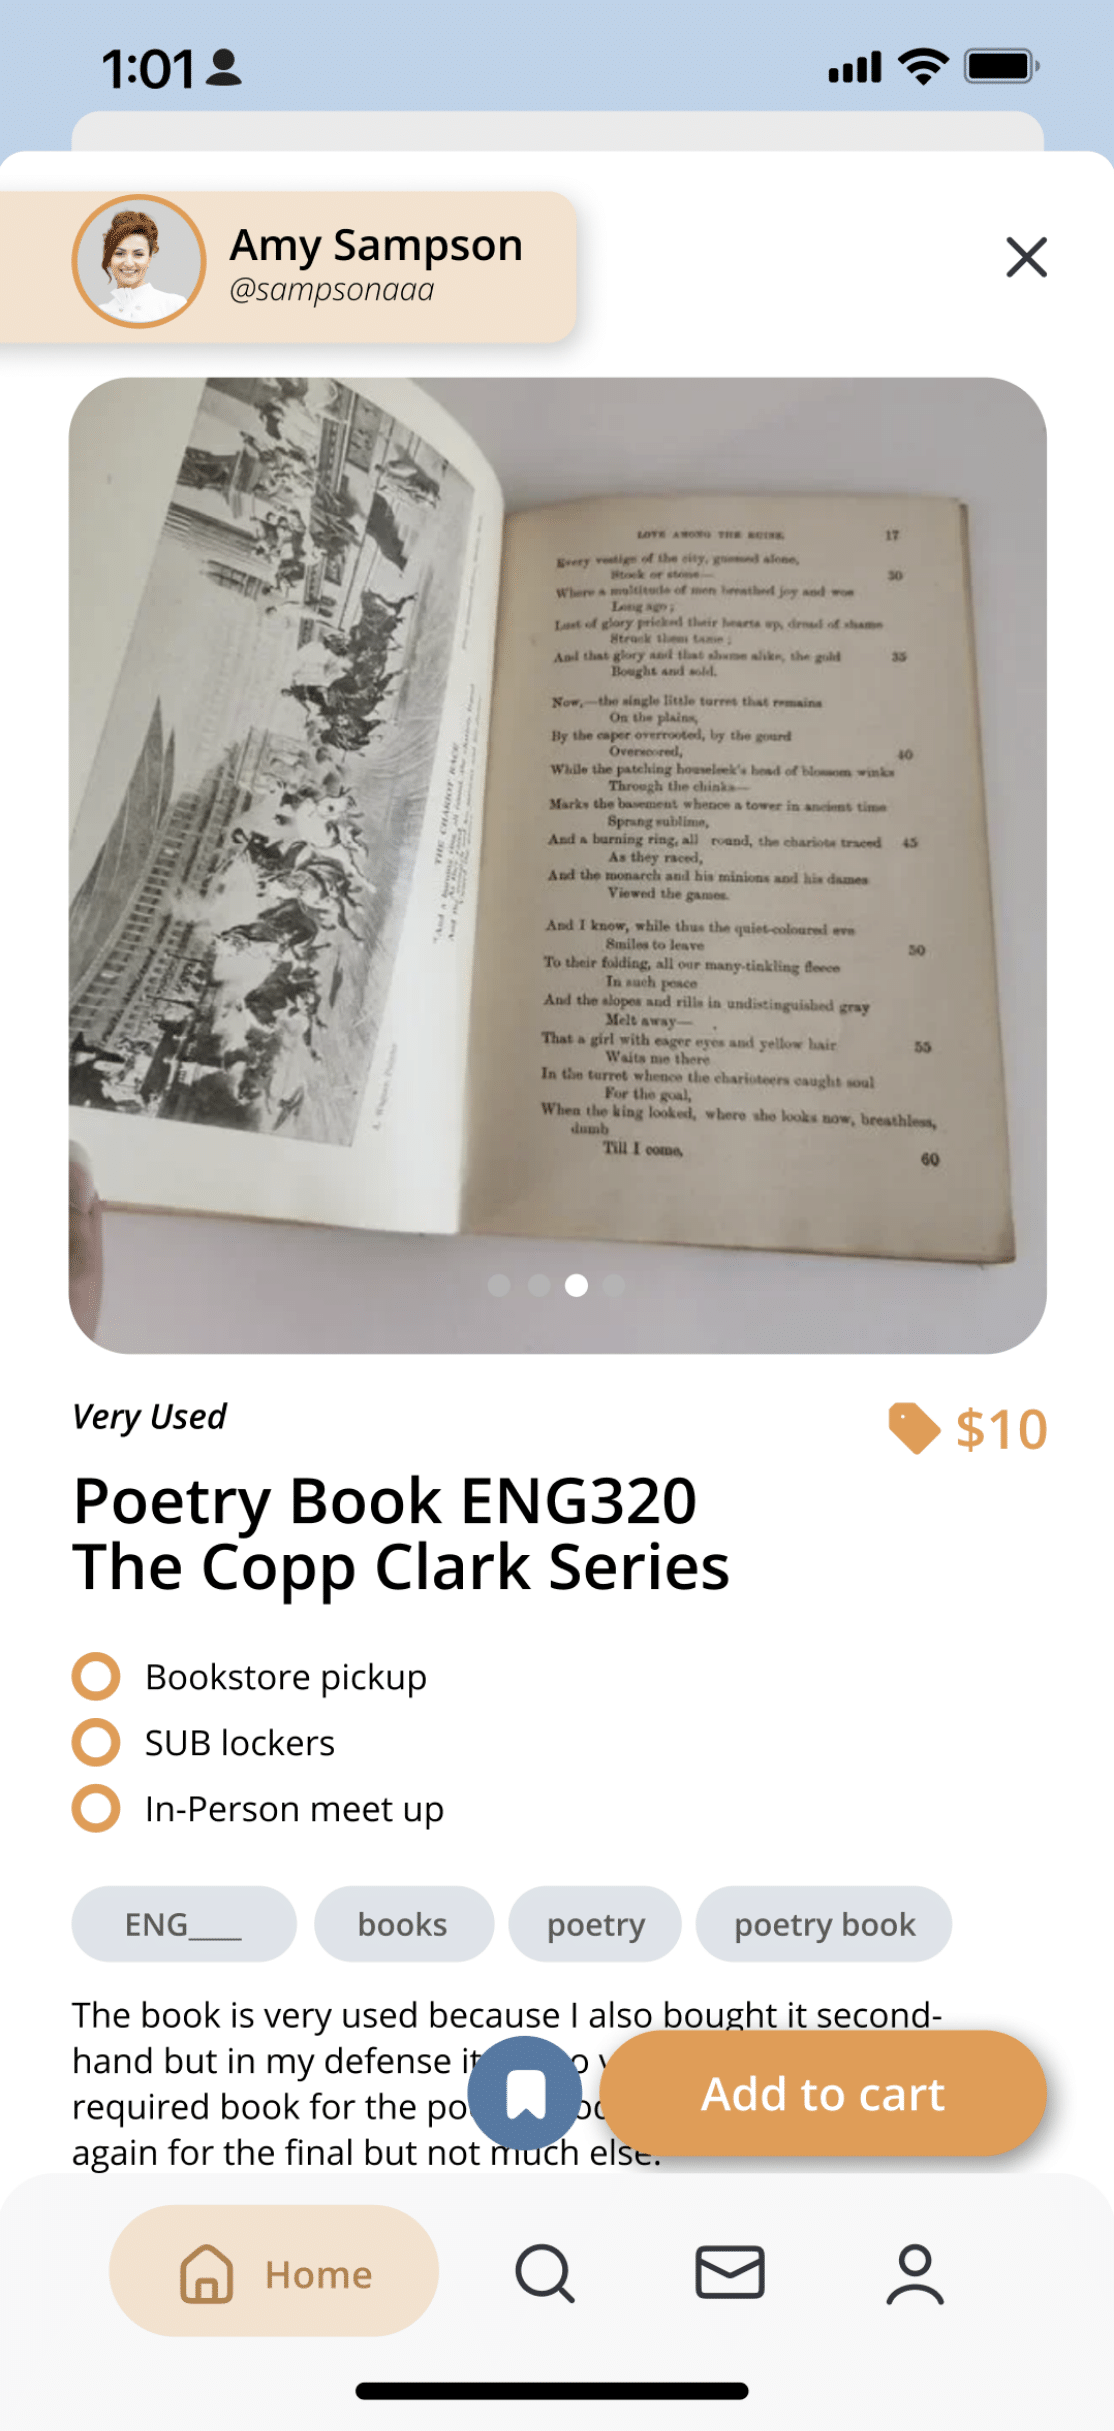 1:01
Amy Sampson
@sampsonaaa
LOVE AMONG THE RUINS. 17
Every vestige of the city, guessed alone,
Stock or stone— 30
Where a multitude of men breathed joy and woe
Long ago;
Lust of glory pricked their hearts up, dread of shame
Struck them tame;
And that glory and that shame alike, the gold 35
Bought and sold.
Now,—the single little turret that remains
On the plains,
By the caper overrooted, by the gourd
Overscored, 40
While the patching houseleek's head of blossom winks
Through the chinks—
Marks the basement whence a tower in ancient time
Sprang sublime,
And a burning ring, all round, the chariots traced 45
As they raced,
And the monarch and his minions and his dames
Viewed the games.
And I know, while thus the quiet-coloured eve
Smiles to leave 50
To their folding, all our many-tinkling fleece
In such peace
And the slopes and rills in undistinguished gray
Melt away—
That a girl with eager eyes and yellow hair 55
Waits me there
In the turret whence the charioteers caught soul
For the goal,
When the king looked, where she looks now, breathless,
dumb
Till I come. 60
THE CHARIOT RACE
"And a burning ring, all round, the chariots traced
Very Used
$10
Poetry Book ENG320
The Copp Clark Series
Bookstore pickup
SUB lockers
In-Person meet up
ENG____ books poetry poetry book
The book is very used because I also bought it second-
hand but in my defense
required book for the
again for the final but not much else.
Add to cart
Home